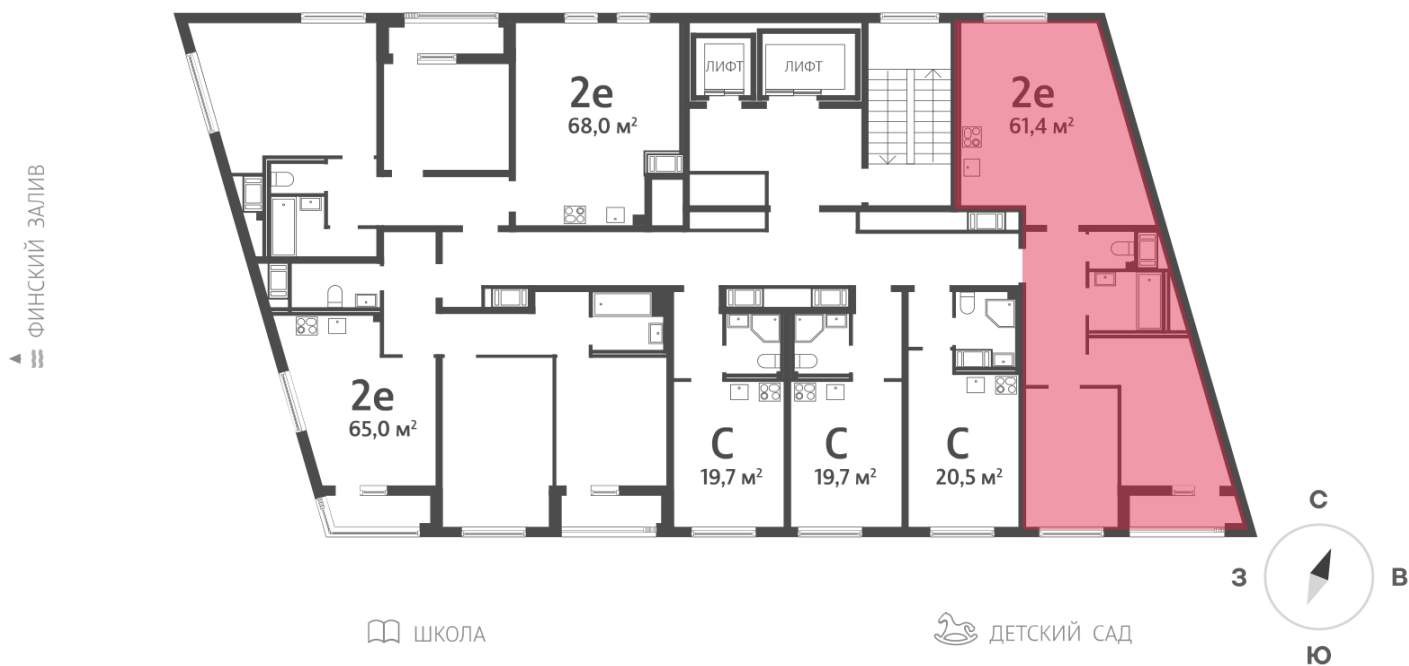 ЛИФТ
ЛИФТ
2е
68,0 м²
2е
61,4 м²
ФИНСКИЙ ЗАЛИВ
2е
65,0 м²
С
19,7 м²
С
19,7 м²
С
20,5 м²
С
З
В
Ю
ШКОЛА
ДЕТСКИЙ САД